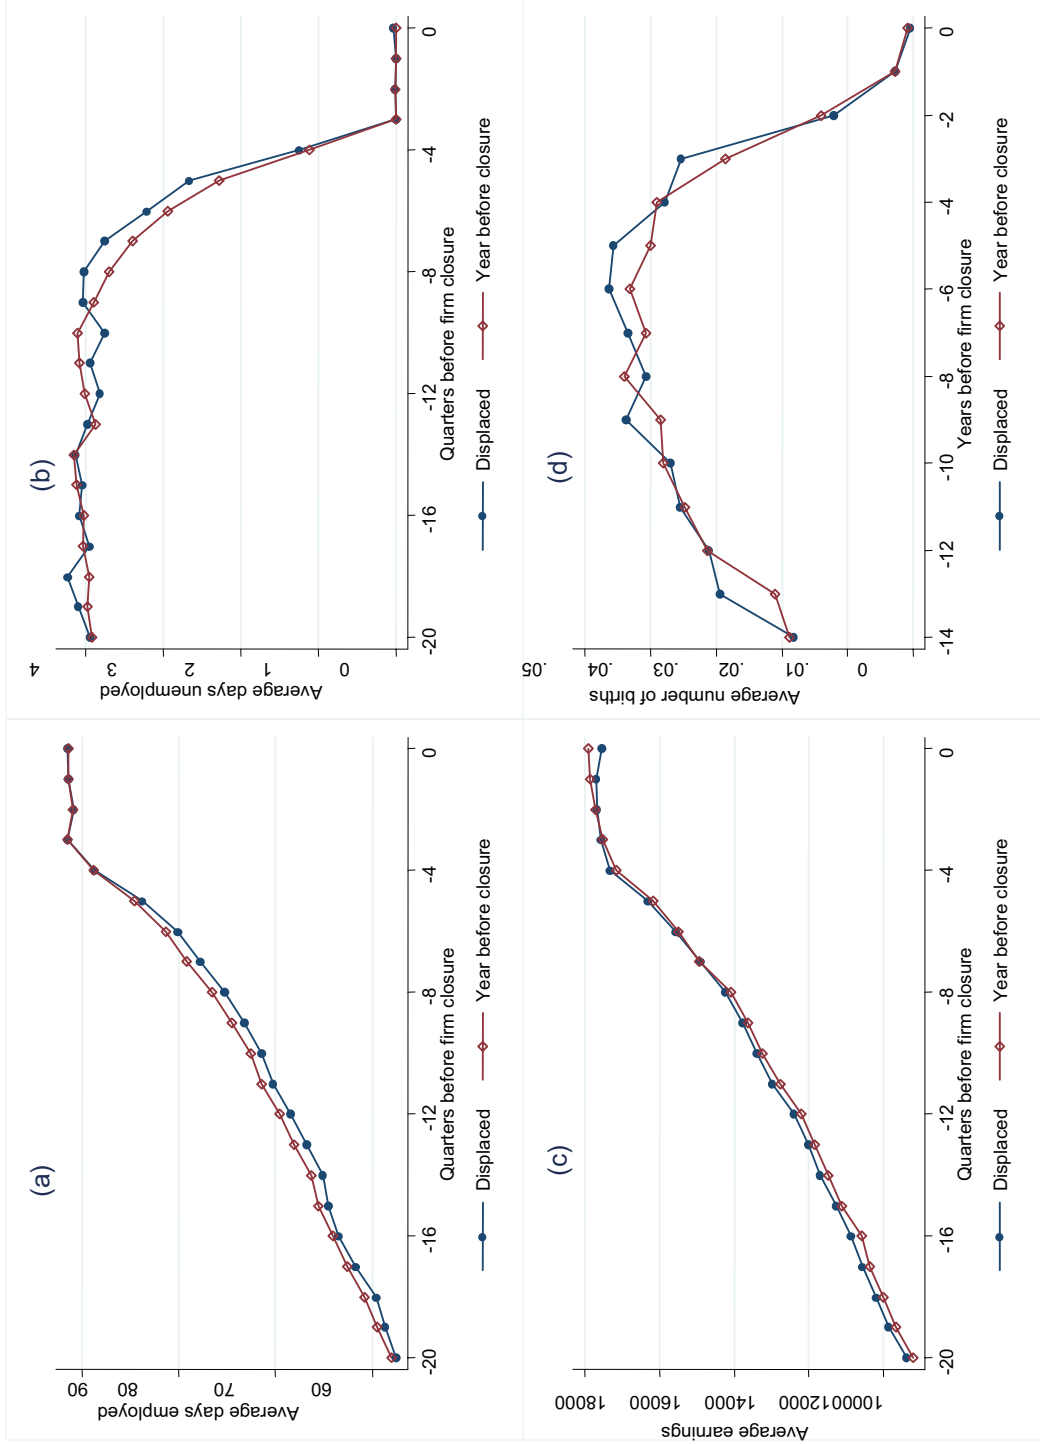 (a)
Average days employed
90
80
70
60
-20 -16 -12 -8 -4 0
Quarters before firm closure
Displaced Year before closure
(b)
Average days unemployed
4
3
2
1
0
-20 -16 -12 -8 -4 0
Quarters before firm closure
Displaced Year before closure
(c)
Average earnings
18000
16000
14000
12000
10000
-20 -16 -12 -8 -4 0
Quarters before firm closure
Displaced Year before closure
(d)
Average number of births
.05
.04
.03
.02
.01
0
-14 -12 -10 -8 -6 -4 -2 0
Years before firm closure
Displaced Year before closure